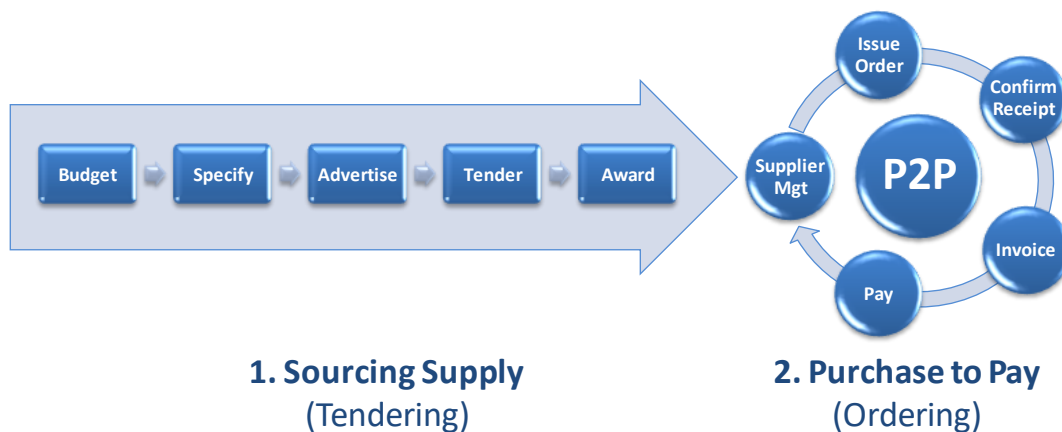 Budget
Specify
Advertise
Tender
Award
Issue
Order
Confirm
Receipt
Supplier
Mgt
P2P
Invoice
Pay
1. Sourcing Supply
(Tendering)
2. Purchase to Pay
(Ordering)